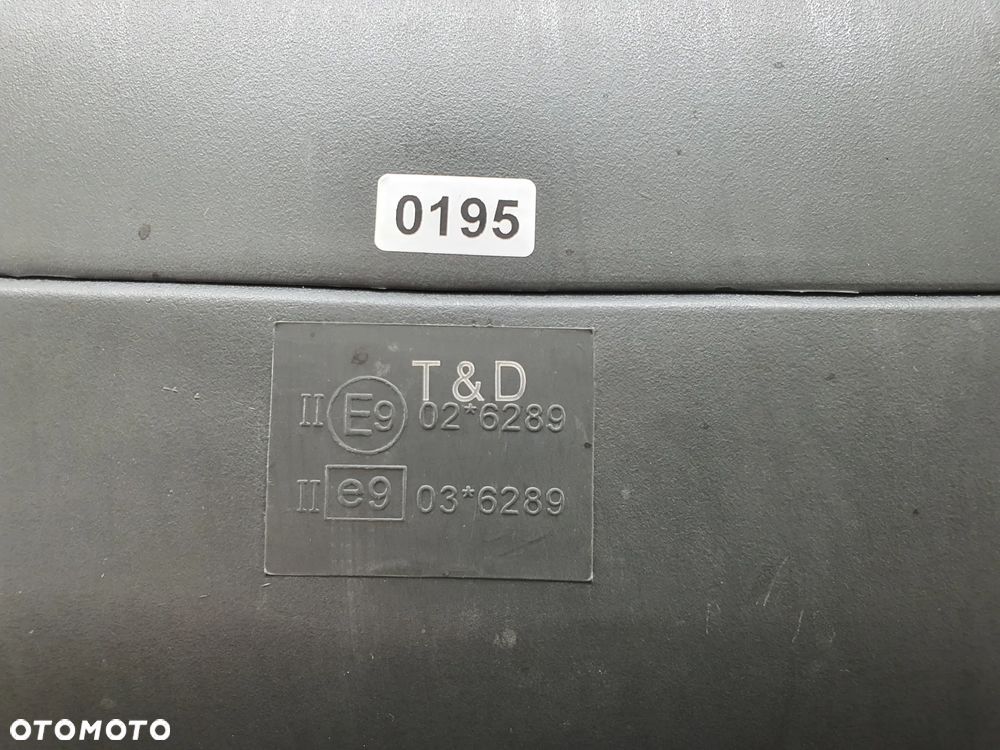 0195
T & D
II E9 02*6289
II e9 03*6289
OTOMOTO